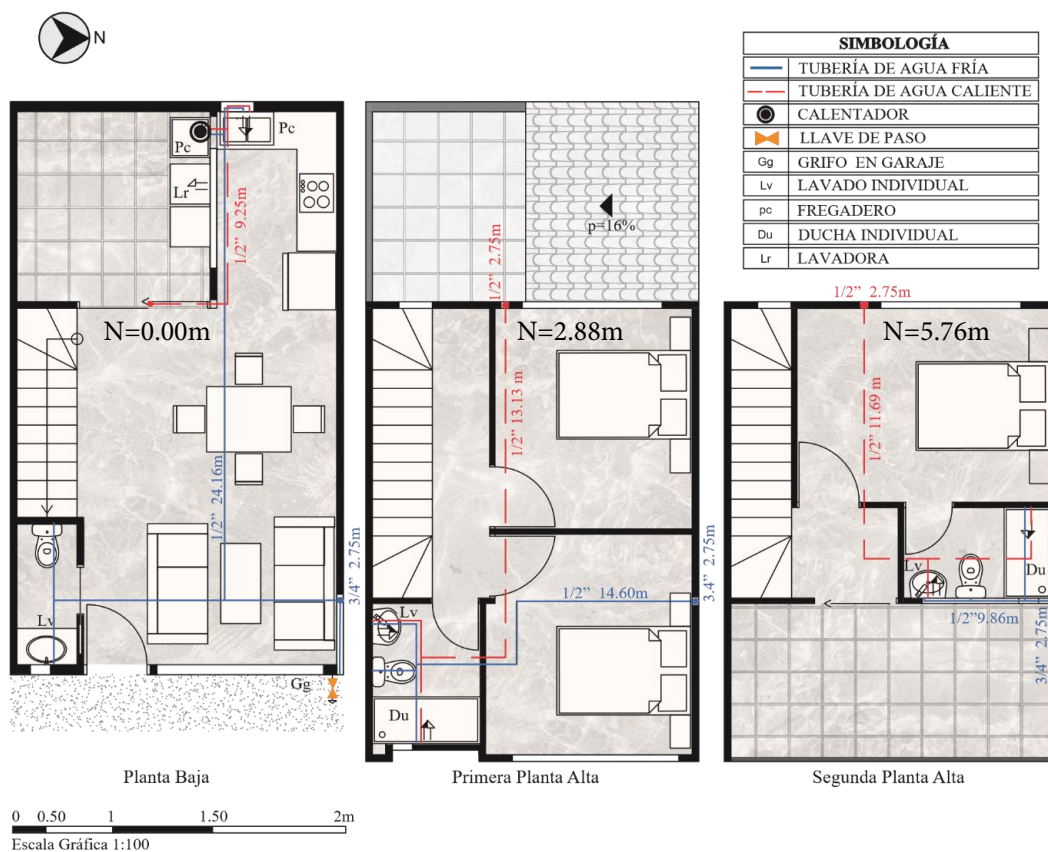 N
SIMBOLOGÍA
TUBERÍA DE AGUA FRÍA
TUBERÍA DE AGUA CALIENTE
CALENTADOR
LLAVE DE PASO
Gg GRIFO EN GARAJE
Lv LAVADO INDIVIDUAL
pc FREGADERO
Du DUCHA INDIVIDUAL
Lr LAVADORA
Pc
Pc
Lr
1/2” 9.25m
N=0.00m
1/2” 24.16m
3/4” 2.75m
Lv
Gg
Planta Baja
p=16%
1/2” 2.75m
N=2.88m
1/2” 13.13 m
3.4” 2.75m
1/2” 14.60m
Lv
Du
Primera Planta Alta
1/2” 2.75m
N=5.76m
1/2” 11.69 m
Lv
Du
1/2”9.86m
3/4” 2.75m
Segunda Planta Alta
0 0.50 1 1.50 2m
Escala Gráfica 1:100